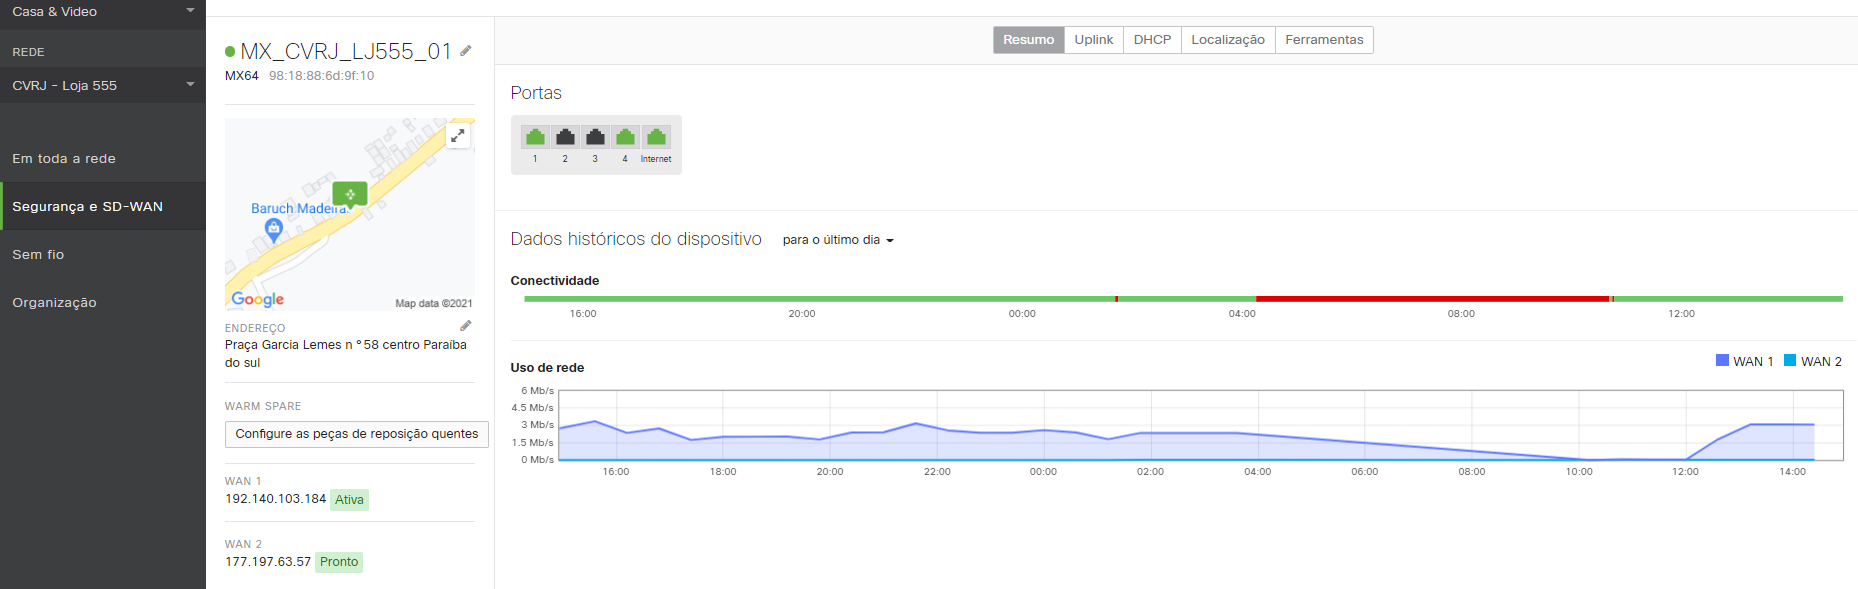 Casa & Video
REDE
CVRJ - Loja 555
Em toda a rede
Segurança e SD-WAN
Sem fio
Organização
MX_CVRJ_LJ555_01
MX64 98:18:88:6d:9f:10
Baruch Madeira
Google
Map data ©2021
ENDEREÇO
Praça Garcia Lemes n °58 centro Paraíba
do sul
WARM SPARE
Configure as peças de reposição quentes
WAN 1
192.140.103.184 Ativa
WAN 2
177.197.63.57 Pronto
Resumo Uplink DHCP Localização Ferramentas
Portas
1 2 3 4 Internet
Dados históricos do dispositivo para o último dia
Conectividade
16:00 20:00 00:00 04:00 08:00 12:00
Uso de rede
WAN 1 WAN 2
6 Mb/s
4.5 Mb/s
3 Mb/s
1.5 Mb/s
0 Mb/s
16:00 18:00 20:00 22:00 00:00 02:00 04:00 06:00 08:00 10:00 12:00 14:00